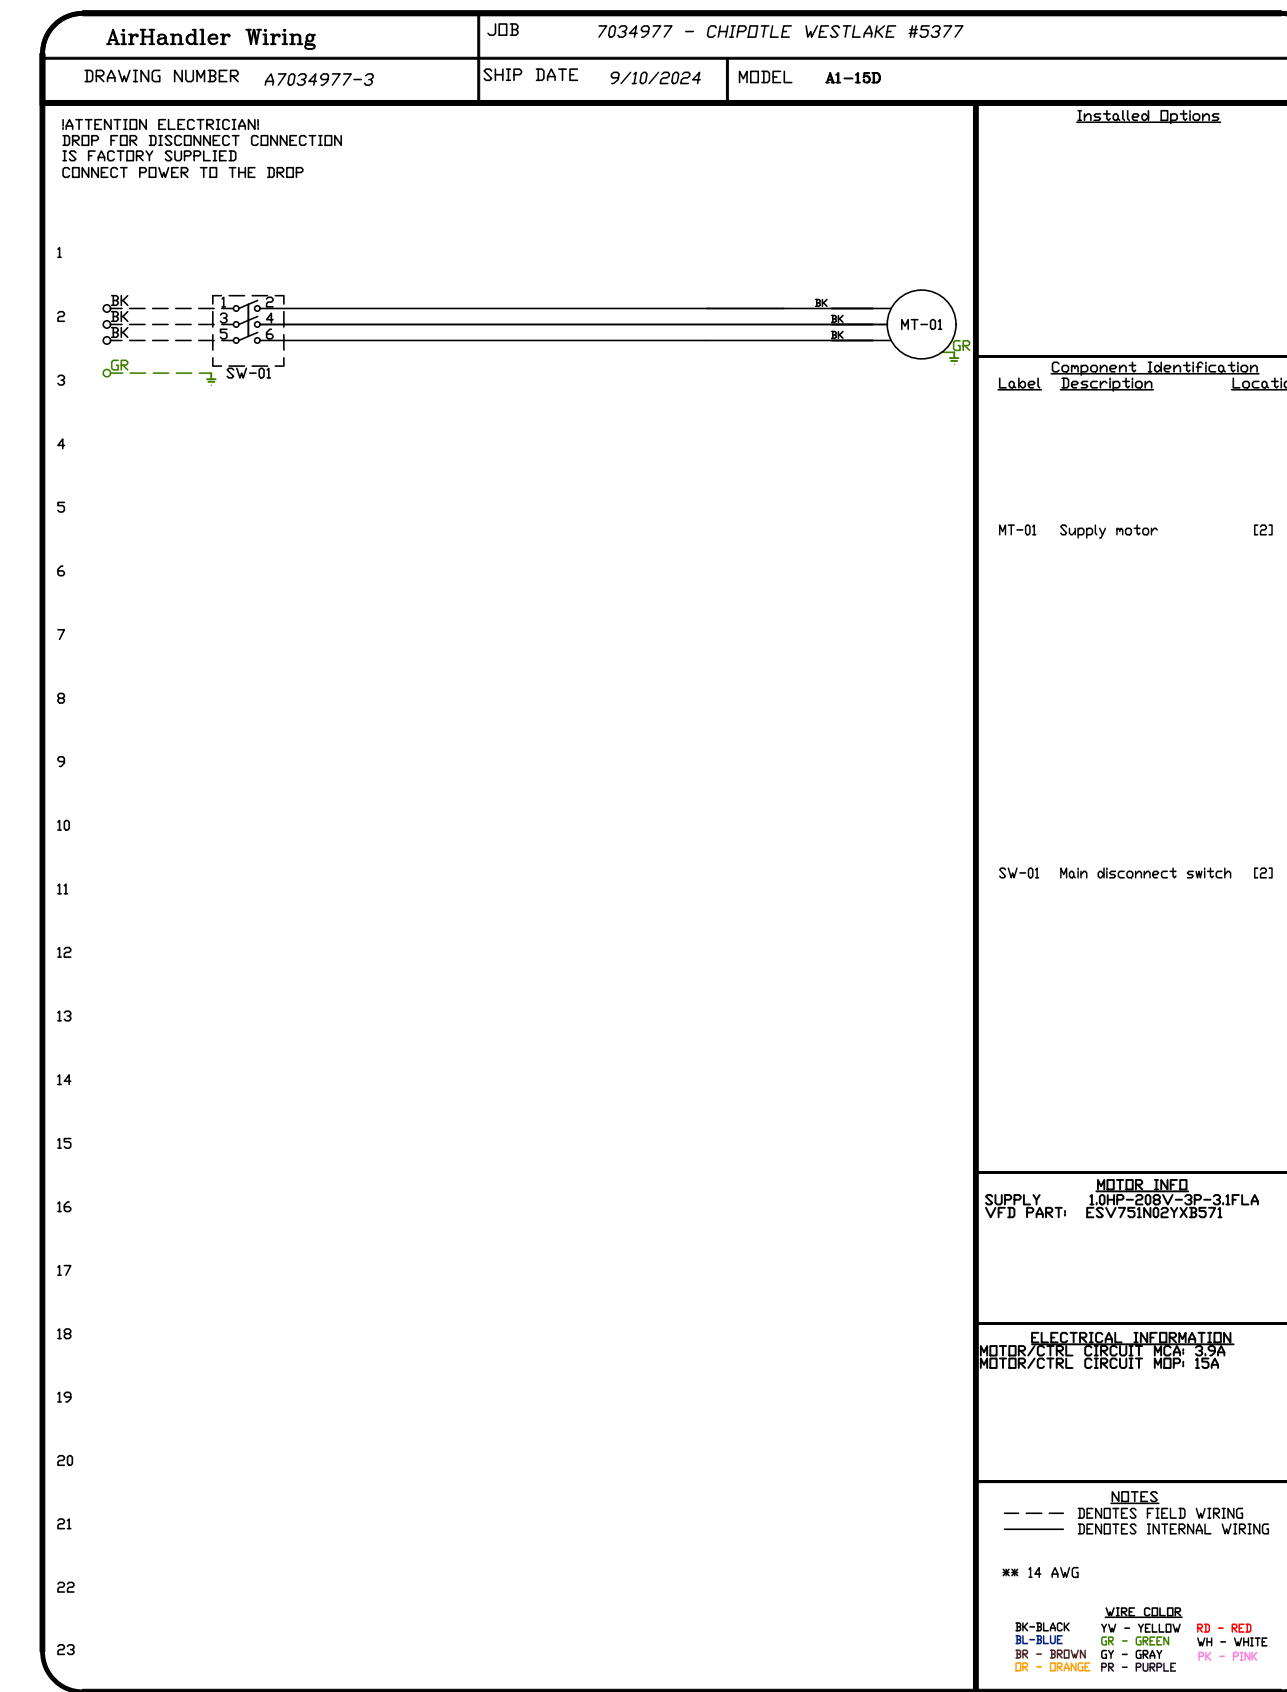 AirHandler Wiring
JOB 7034977 - CHIPOTLE WESTLAKE #5377
DRAWING NUMBER A7034977-3
SHIP DATE 9/10/2024
MODEL A1-15D
!ATTENTION ELECTRICIAN!
DROP FOR DISCONNECT CONNECTION
IS FACTORY SUPPLIED
CONNECT POWER TO THE DROP
1
2
3
4
5
6
7
8
9
10
11
12
13
14
15
16
17
18
19
20
21
22
23
BK 1 2 BK
BK 3 4 BK
BK 5 6 BK
MT-01
GR
GR
SW-01
Installed Options
Component Identification
Label Description Locatio
MT-01 Supply motor [2]
SW-01 Main disconnect switch [2]
MOTOR INFO
SUPPLY 1.0HP-208V-3P-3.1FLA
VFD PART: ESV751N02YXB571
ELECTRICAL INFORMATION
MOTOR/CTRL CIRCUIT MCA: 3.9A
MOTOR/CTRL CIRCUIT MOP: 15A
NOTES
DENOTES FIELD WIRING
DENOTES INTERNAL WIRING
** 14 AWG
WIRE COLOR
BK-BLACK YW - YELLOW RD - RED
BL-BLUE GR - GREEN WH - WHITE
BR - BROWN GY - GRAY PK - PINK
OR - ORANGE PR - PURPLE